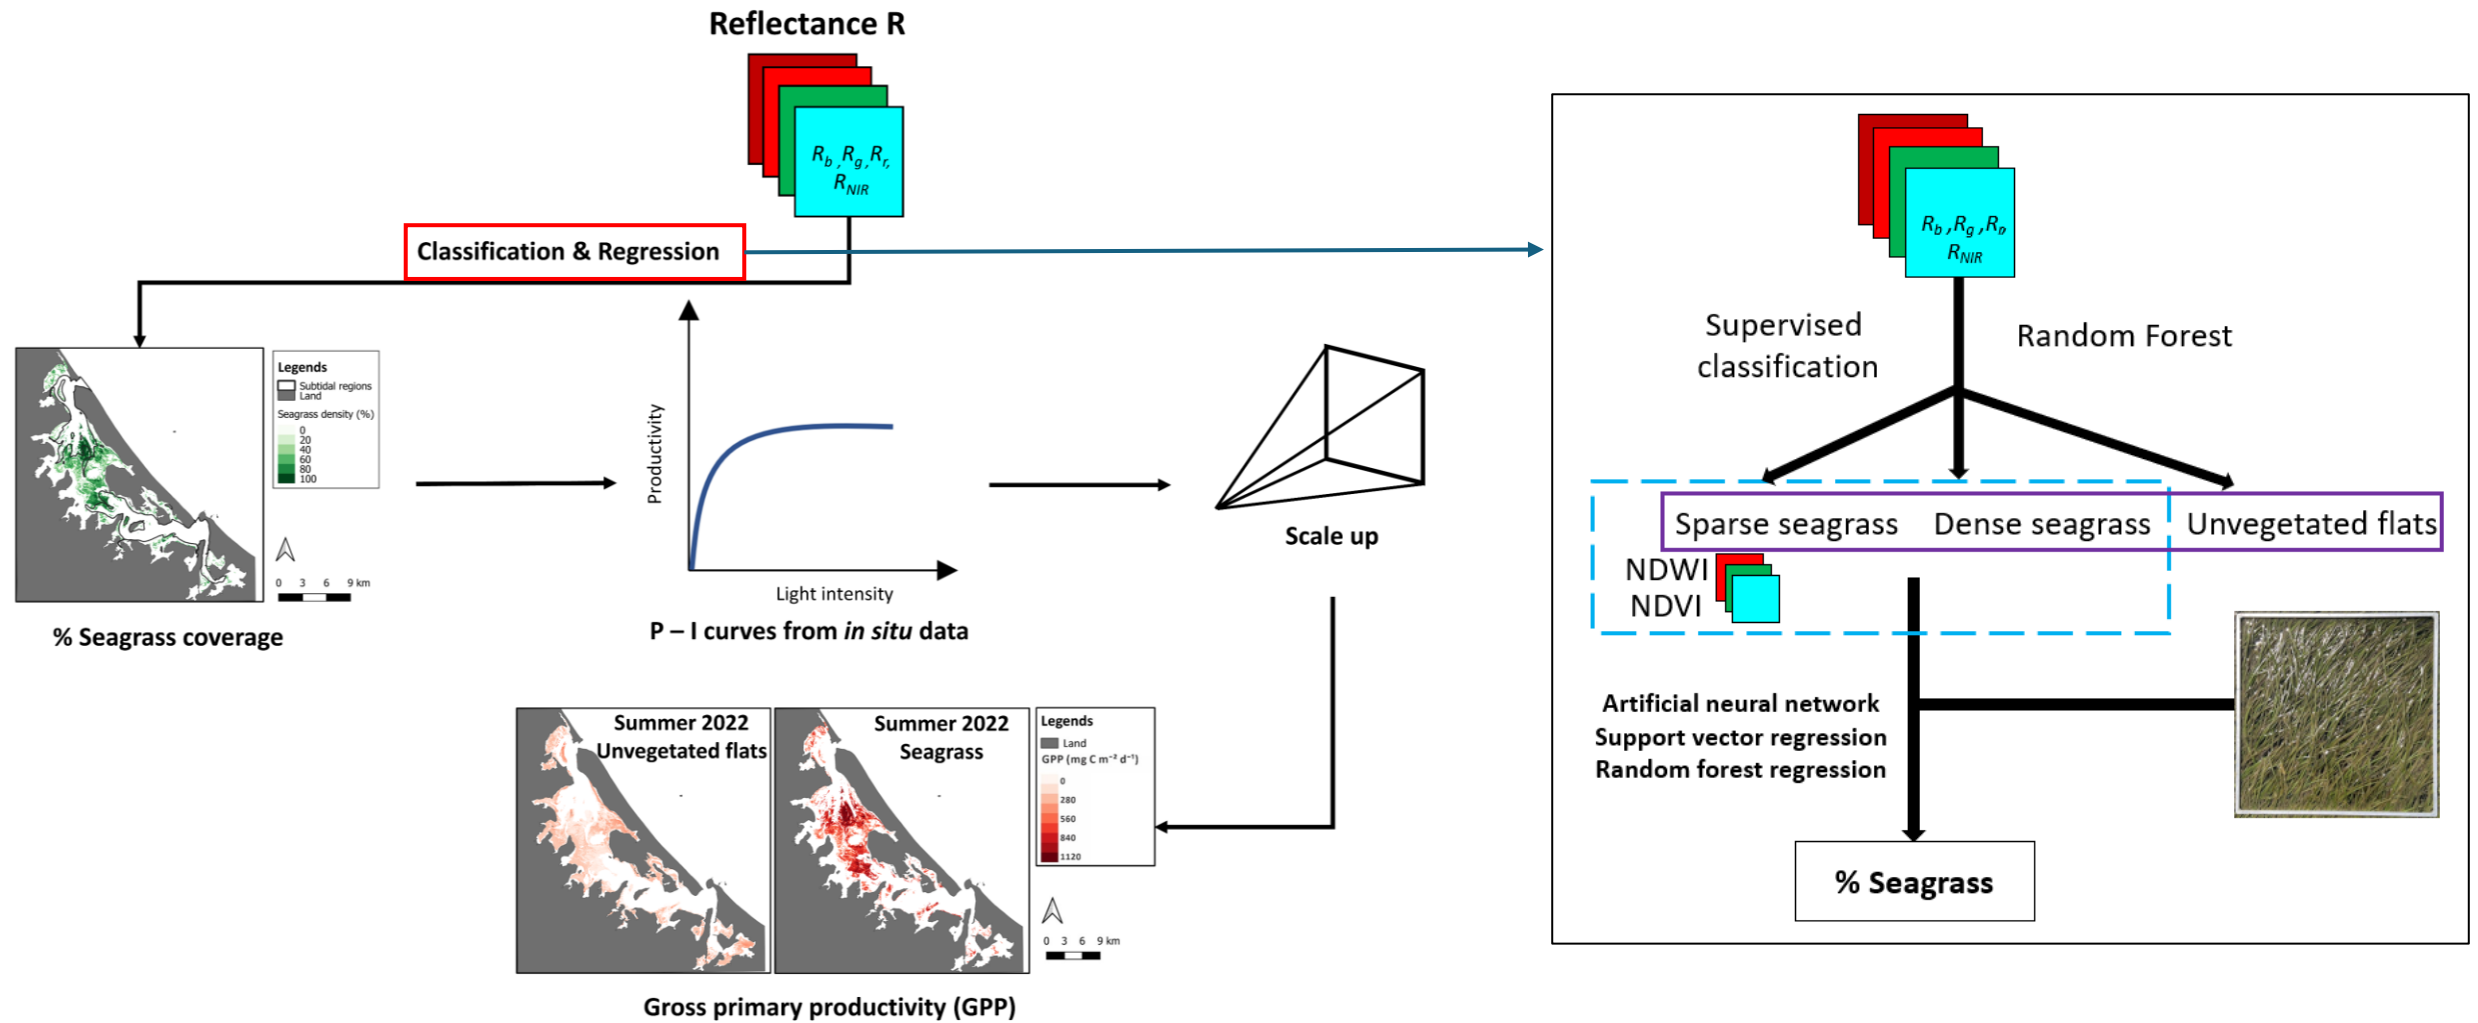 Reflectance R
R_b, R_g, R_r,
R_NIR
Classification & Regression
Legends
Subtidal regions
Land
Seagrass density (%)
0
20
40
60
80
100
0 3 6 9 km
% Seagrass coverage
Productivity
Light intensity
P – I curves from in situ data
Scale up
Summer 2022
Unvegetated flats
Summer 2022
Seagrass
Legends
Land
GPP (mg C m⁻² d⁻¹)
0
280
560
840
1120
0 3 6 9 km
Gross primary productivity (GPP)
R_b, R_g, R_r,
R_NIR
Supervised
classification
Random Forest
Sparse seagrass
Dense seagrass
Unvegetated flats
NDWI
NDVI
Artificial neural network
Support vector regression
Random forest regression
% Seagrass